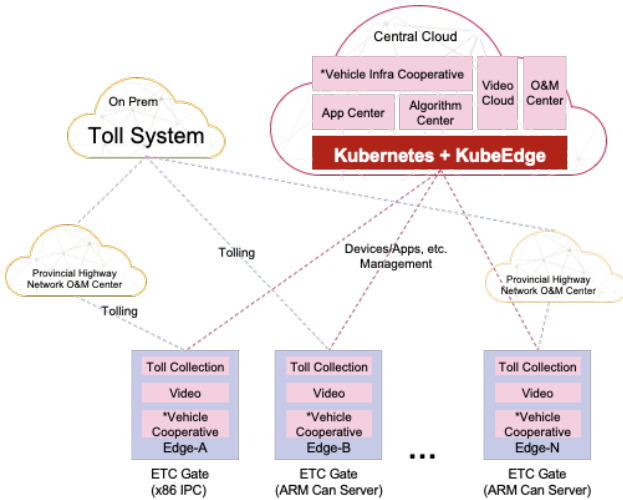 Central Cloud
*Vehicle Infra Cooperative
Video
Cloud
O&M
Center
App Center
Algorithm
Center
Kubernetes + KubeEdge
On Prem
Toll System
Provincial Highway
Network O&M Center
Tolling
Tolling
Devices/Apps, etc.
Management
Provincial Highway
Network O&M Center
Toll Collection
Video
*Vehicle
Cooperative
Edge-A
ETC Gate
(x86 IPC)
Toll Collection
Video
*Vehicle
Cooperative
Edge-B
ETC Gate
(ARM Can Server)
...
Toll Collection
Video
*Vehicle
Cooperative
Edge-N
ETC Gate
(ARM Can Server)